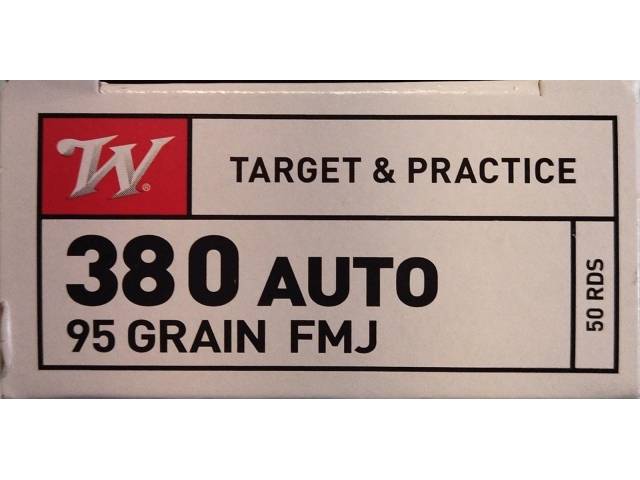 W®
TARGET & PRACTICE
380 AUTO
95 GRAIN FMJ
50 RDS